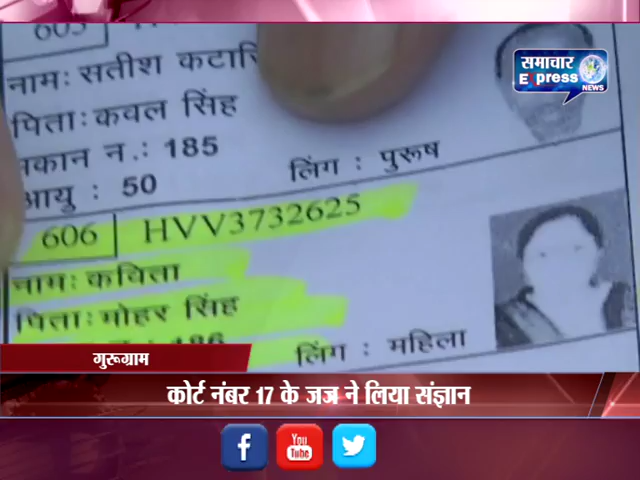 605
समाचार
Express
NEWS
नाम: सतीश
पिता: कवल सिंह
मकान न.: 185
आयु : 50
लिंग : पुरूष
606
HVV3732625
नाम: कविता
पिता: मोहर सिंह
186
लिंग : महिला
गुरूग्राम
कोर्ट नंबर 17 के जज ने लिया संज्ञान
f
You
Tube